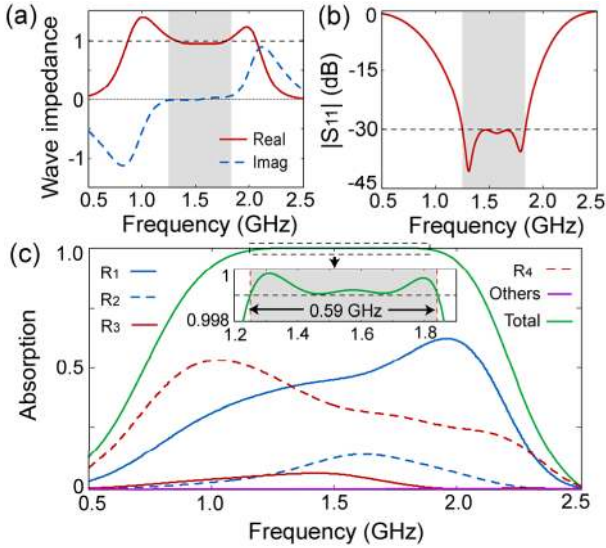 (a)
Wave impedance
1
0
-1
Real
Imag
0.5 1.0 1.5 2.0 2.5
Frequency (GHz)
(b)
|S11| (dB)
0
-15
-30
-45
0.5 1.0 1.5 2.0 2.5
Frequency (GHz)
(c)
Absorption
1.0
0.5
0
R1
R2
R3
R4
Others
Total
1
0.998
0.59 GHz
1.2 1.4 1.6 1.8
0.5 1.0 1.5 2.0 2.5
Frequency (GHz)